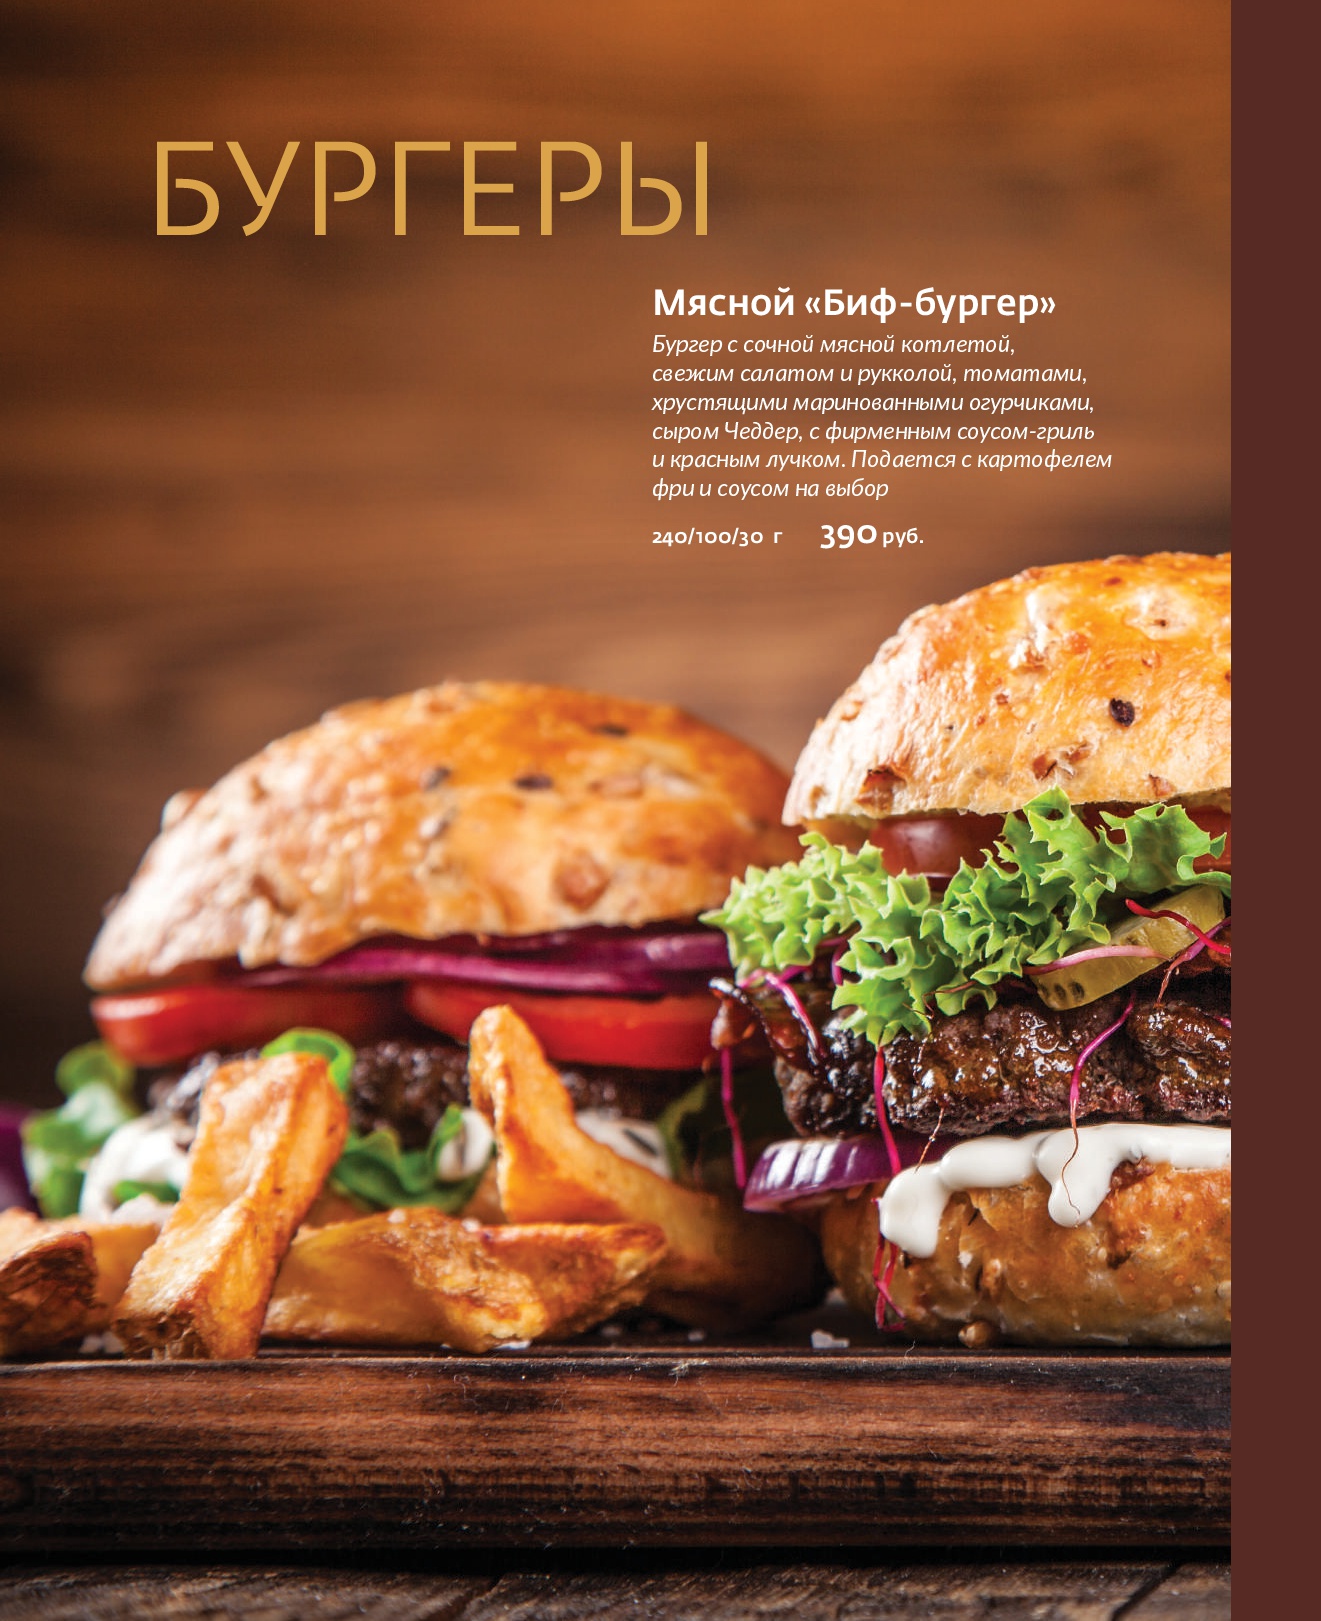 БУРГЕРЫ
Мясной «Биф-бургер»
Бургер с сочной мясной котлетой,
свежим салатом и рукколой, томатами,
хрустящими маринованными огурчиками,
сыром Чеддер, с фирменным соусом-гриль
и красным лучком. Подается с картофелем
фри и соусом на выбор
240/100/30 г 390 руб.